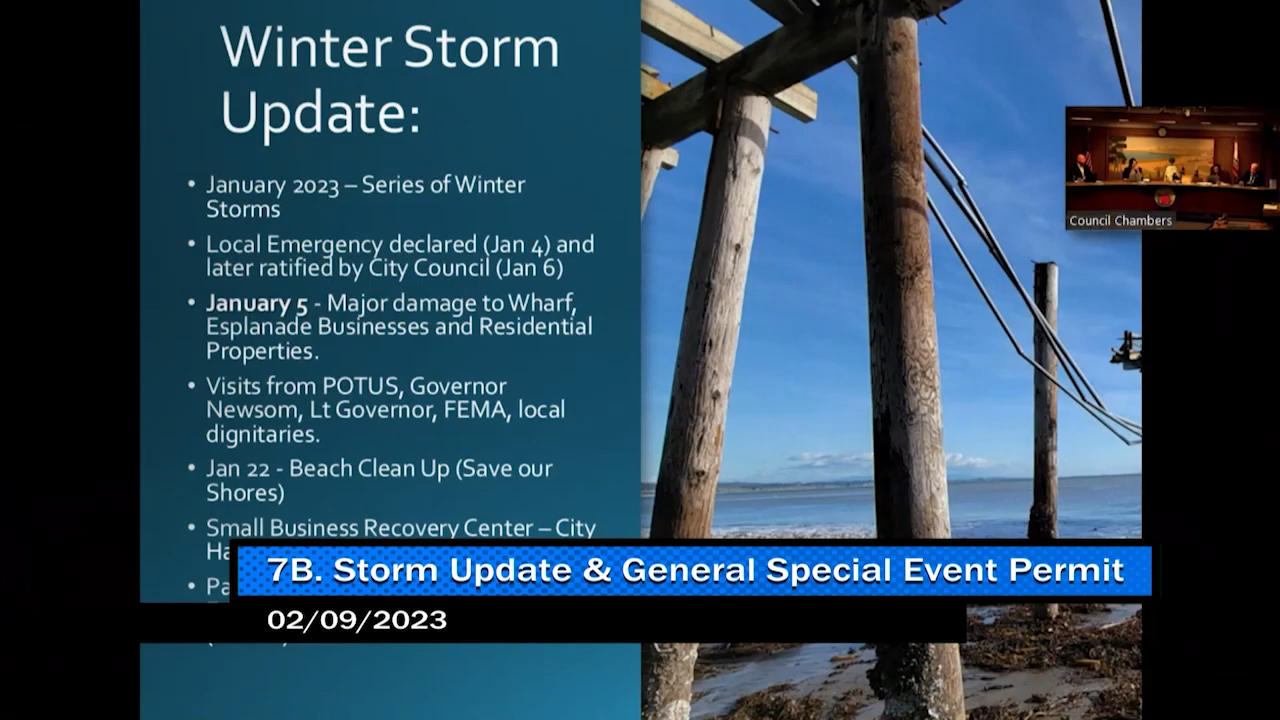 Winter Storm
Update:
• January 2023 – Series of Winter
Storms
• Local Emergency declared (Jan 4) and
later ratified by City Council (Jan 6)
• January 5 - Major damage to Wharf,
Esplanade Businesses and Residential
Properties.
• Visits from POTUS, Governor
Newsom, Lt Governor, FEMA, local
dignitaries.
• Jan 22 - Beach Clean Up (Save our
Shores)
• Small Business Recovery Center – City
Council Chambers
7B. Storm Update & General Special Event Permit
02/09/2023